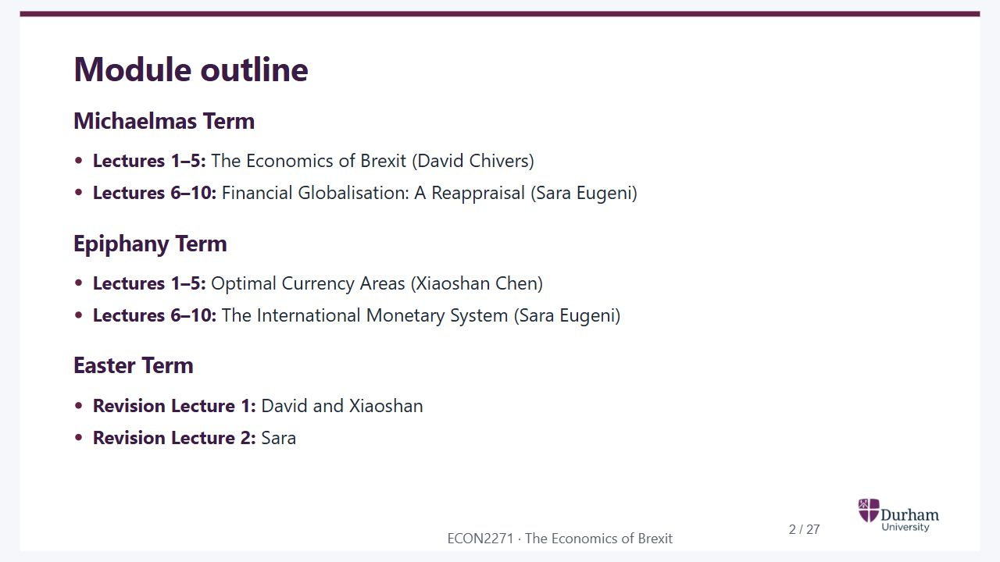 Module outline
Michaelmas Term
• Lectures 1–5: The Economics of Brexit (David Chivers)
• Lectures 6–10: Financial Globalisation: A Reappraisal (Sara Eugeni)
Epiphany Term
• Lectures 1–5: Optimal Currency Areas (Xiaoshan Chen)
• Lectures 6–10: The International Monetary System (Sara Eugeni)
Easter Term
• Revision Lecture 1: David and Xiaoshan
• Revision Lecture 2: Sara
ECON2271 · The Economics of Brexit
2 / 27
Durham
University